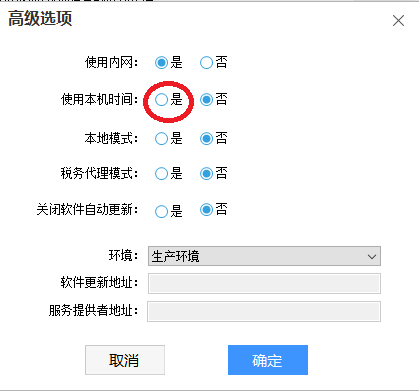 高级选项
使用内网： 是 否
使用本机时间： 是 否
本地模式： 是 否
税务代理模式： 是 否
关闭软件自动更新： 是 否
环境： 生产环境
软件更新地址：
服务提供者地址：
取消 确定